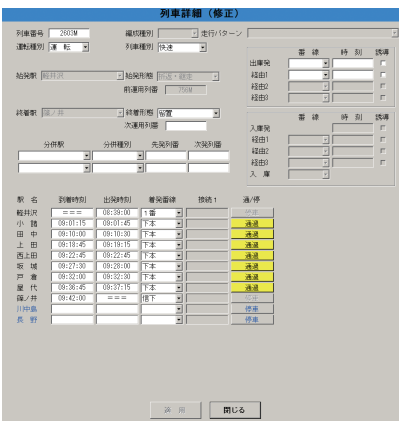 列車詳細（修正）
列車番号 2603M 編成種別 走行パターン
運転種別 運 転 列車種別 快速
番 線 時 刻 誘導
出庫発
経由1
経由2
経由3
始発駅 軽井沢 始発形態
前運用列番 750M
終着駅 篠ノ井 終着形態 留置
次運用列番
番 線 時 刻 誘導
入庫発
経由1
経由2
経由3
入 庫
分併駅 分併種別 先発列番 次発列番
駅 名 到着時刻 出発時刻 着発番線 接続1 通/停
軽井沢 === 08:39:00 1番
小 諸 09:01:15 09:01:45 下本 通過
田 中 09:10:00 09:10:30 下本 通過
上 田 09:18:45 09:19:15 下本 通過
西上田 09:22:45 09:22:45 下本 通過
坂 城 09:27:30 09:28:00 下本 通過
戸 倉 09:32:00 09:32:30 下本 通過
屋 代 09:36:45 09:37:15 下本 通過
篠ノ井 09:42:00 === 信下
川中島 停車
長 野 停車
適 用 閉じる